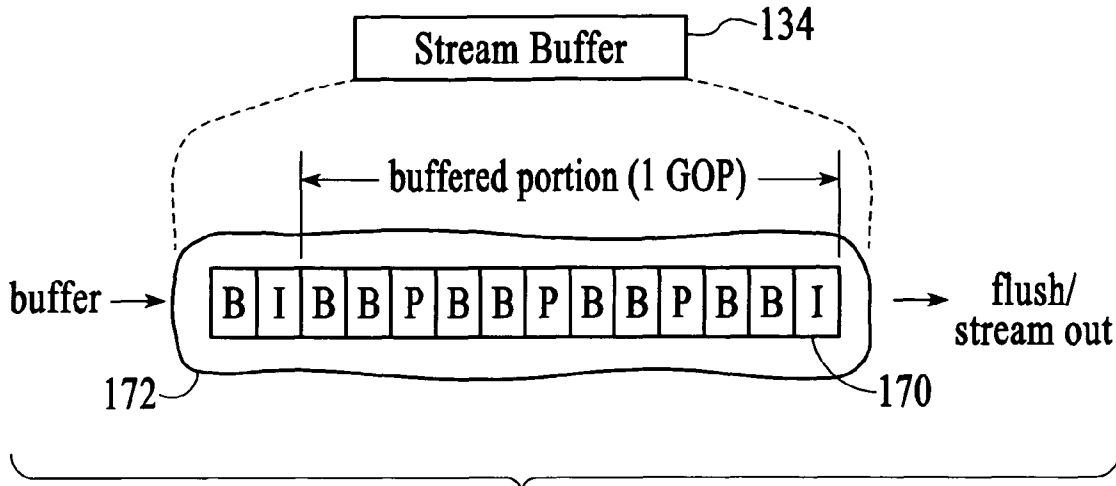 Stream Buffer
134
buffered portion (1 GOP)
buffer
B I B B P B B P B B P B B I
flush/
stream out
172
170